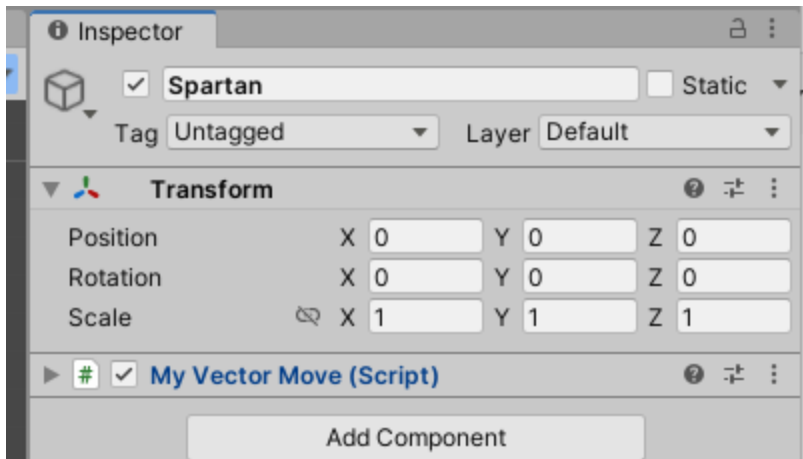 Inspector
Spartan Static
Tag Untagged Layer Default
Transform
Position X 0 Y 0 Z 0
Rotation X 0 Y 0 Z 0
Scale X 1 Y 1 Z 1
# My Vector Move (Script)
Add Component